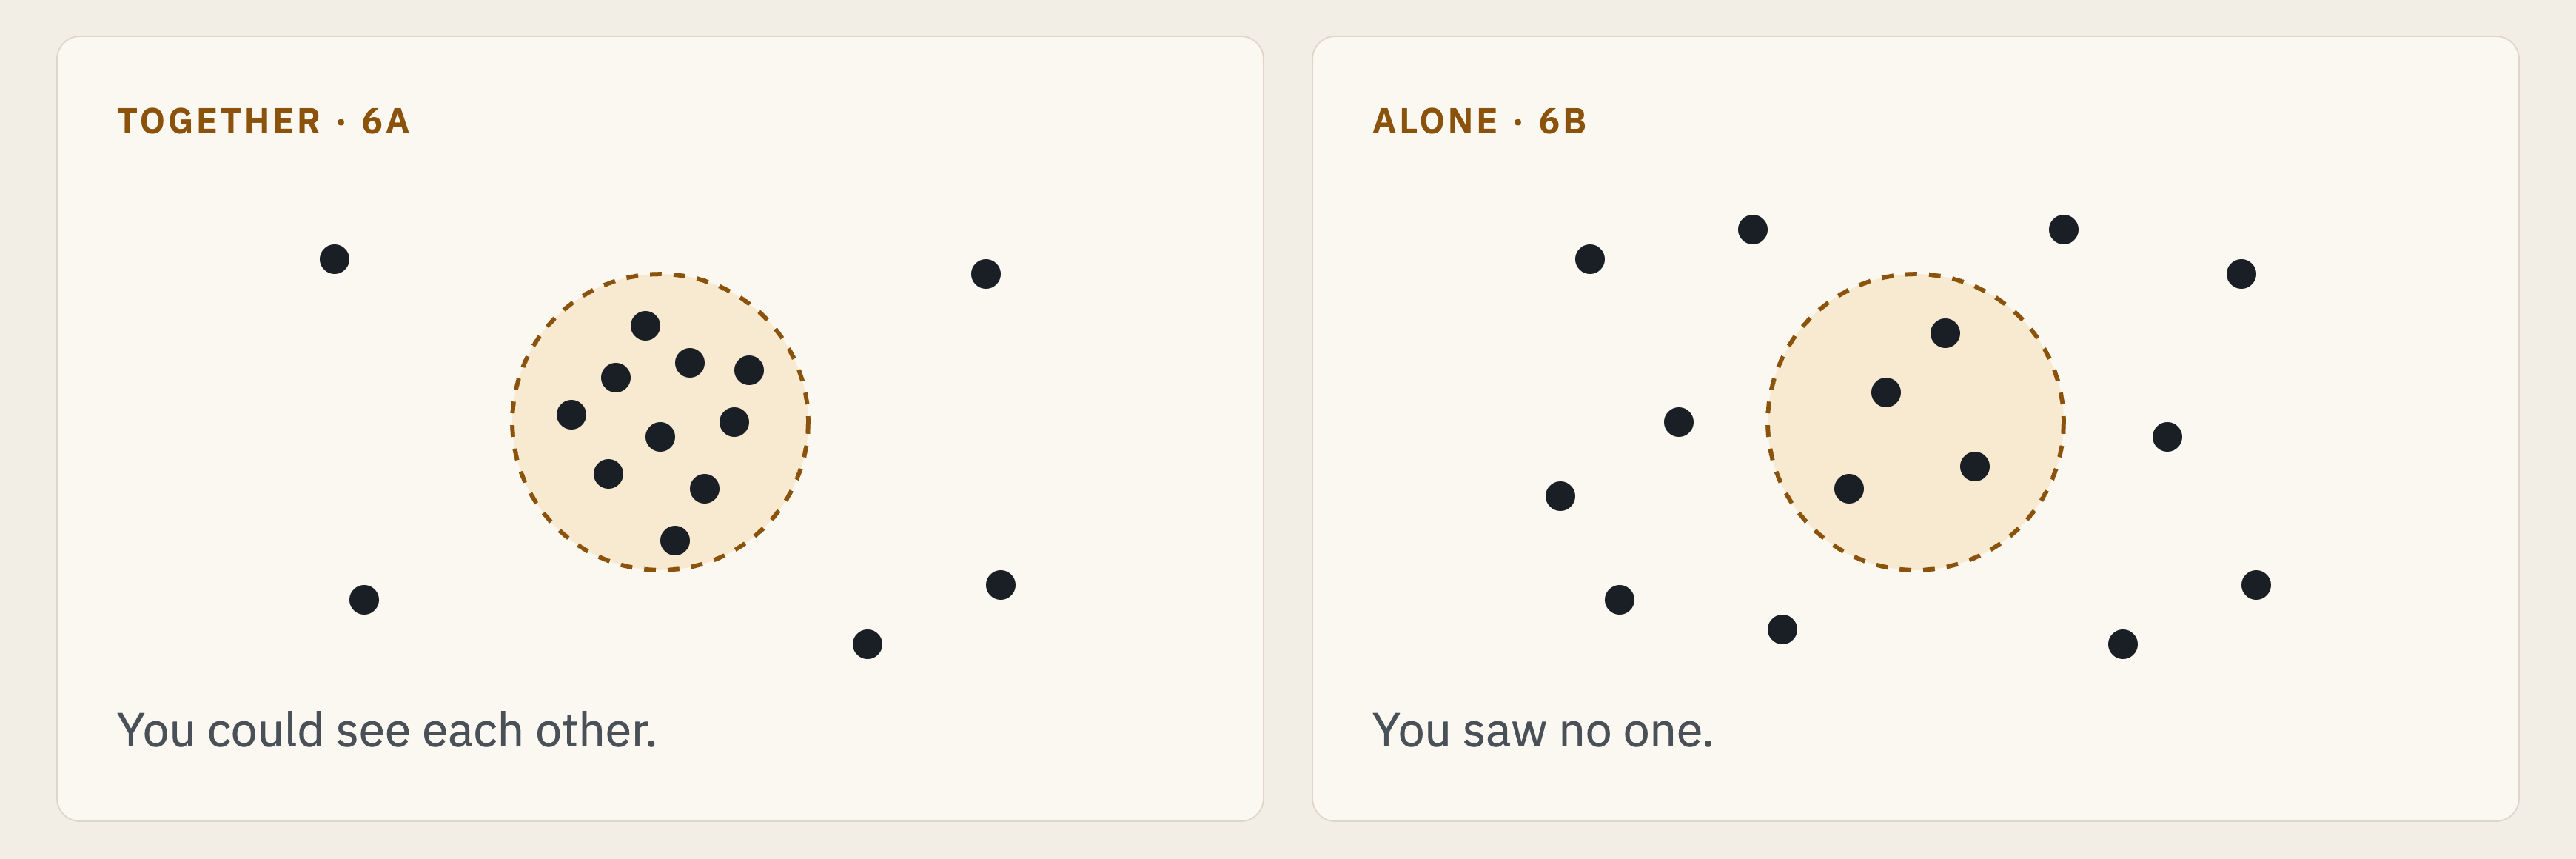 TOGETHER · 6A
You could see each other.
ALONE · 6B
You saw no one.